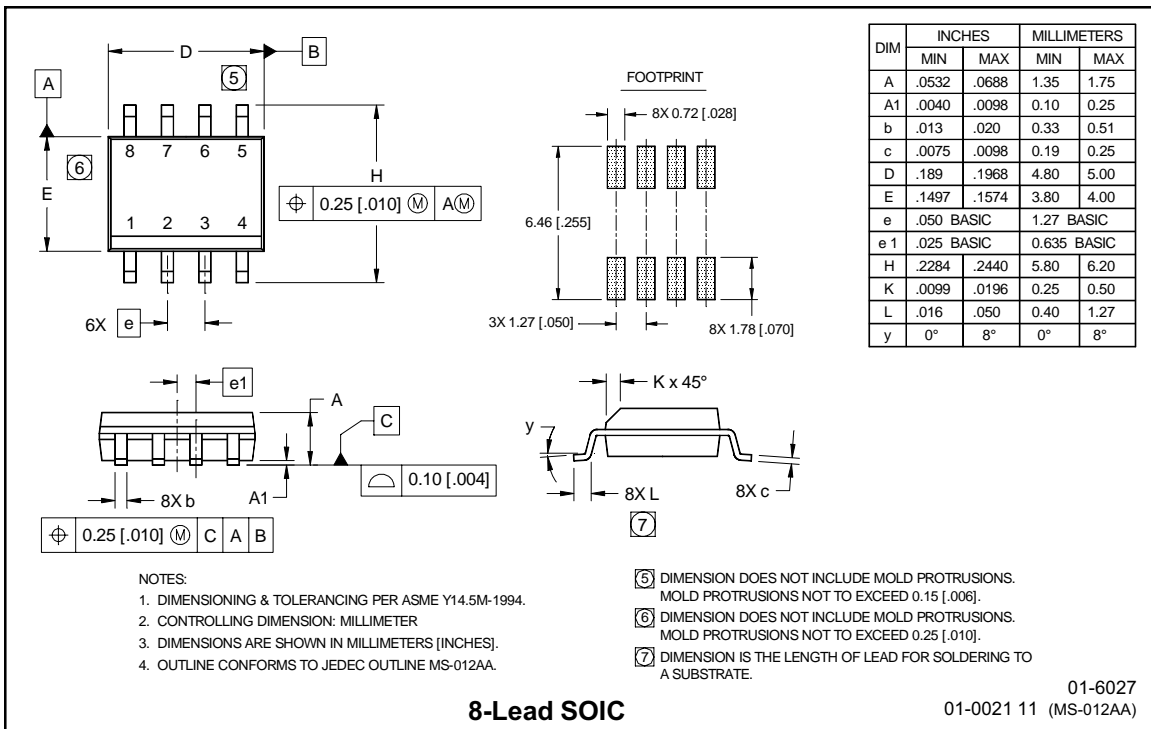 D
B
5
A
8 7 6 5
6
E
H
0.25 [.010] Ⓜ A Ⓜ
1 2 3 4
6X e
FOOTPRINT
8X 0.72 [.028]
6.46 [.255]
3X 1.27 [.050]
8X 1.78 [.070]
DIM INCHES MILLIMETERS
MIN MAX MIN MAX
A .0532 .0688 1.35 1.75
A1 .0040 .0098 0.10 0.25
b .013 .020 0.33 0.51
c .0075 .0098 0.19 0.25
D .189 .1968 4.80 5.00
E .1497 .1574 3.80 4.00
e .050 BASIC 1.27 BASIC
e 1 .025 BASIC 0.635 BASIC
H .2284 .2440 5.80 6.20
K .0099 .0196 0.25 0.50
L .016 .050 0.40 1.27
y 0° 8° 0° 8°
e1
A
C
0.10 [.004]
8X b
A1
0.25 [.010] Ⓜ C A B
K x 45°
y
8X L
8X c
7
NOTES:
1. DIMENSIONING & TOLERANCING PER ASME Y14.5M-1994.
2. CONTROLLING DIMENSION: MILLIMETER
3. DIMENSIONS ARE SHOWN IN MILLIMETERS [INCHES].
4. OUTLINE CONFORMS TO JEDEC OUTLINE MS-012AA.
5 DIMENSION DOES NOT INCLUDE MOLD PROTRUSIONS.
MOLD PROTRUSIONS NOT TO EXCEED 0.15 [.006].
6 DIMENSION DOES NOT INCLUDE MOLD PROTRUSIONS.
MOLD PROTRUSIONS NOT TO EXCEED 0.25 [.010].
7 DIMENSION IS THE LENGTH OF LEAD FOR SOLDERING TO
A SUBSTRATE.
8-Lead SOIC
01-6027
01-0021 11 (MS-012AA)